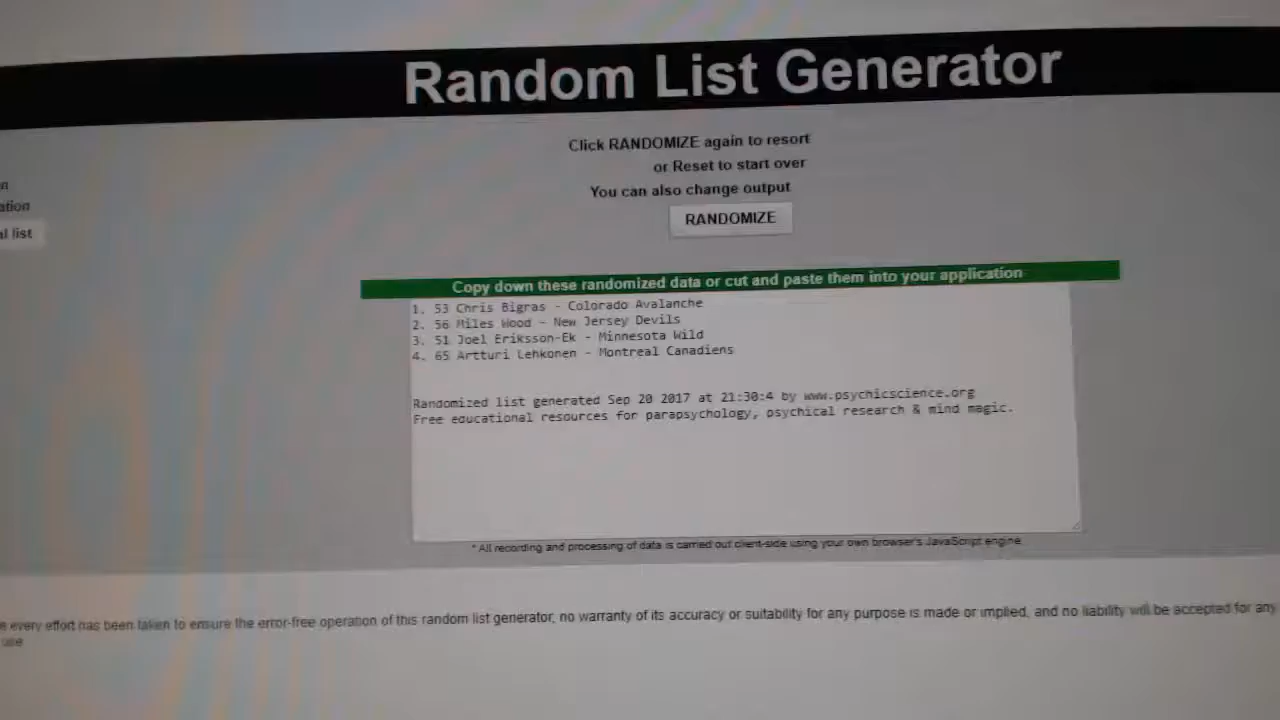 Random List Generator
Click RANDOMIZE again to resort
or Reset to start over
You can also change output
ation
al list
RANDOMIZE
Copy down these randomized data or cut and paste them into your application
1. 53 Chris Bigras - Colorado Avalanche
2. 56 Miles Wood - New Jersey Devils
3. 51 Joel Eriksson-Ek - Minnesota Wild
4. 65 Artturi Lehkonen - Montreal Canadiens
Randomized list generated Sep 20 2017 at 21:30:4 by www.psychicscience.org
Free educational resources for parapsychology, psychical research & mind magic.
* All recording and processing of data is carried out client-side using your own browser's JavaScript engine
every effort has been taken to ensure the error-free operation of this random list generator, no warranty of its accuracy or suitability for any purpose is made or implied, and no liability will be accepted for any
use